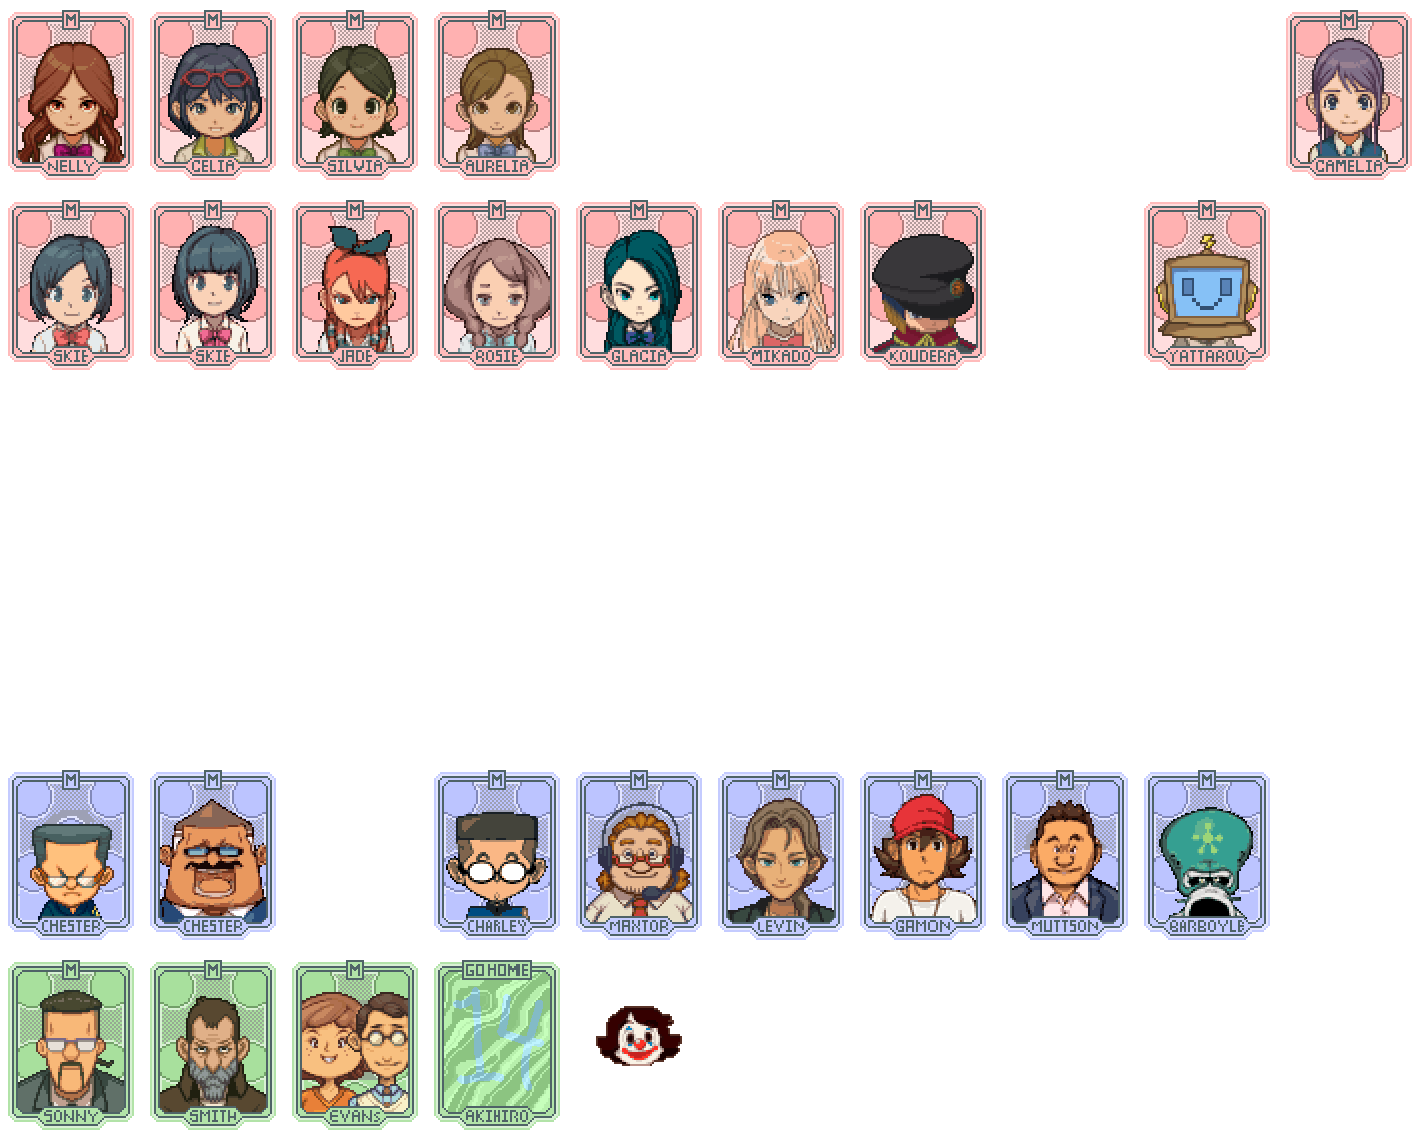 M M M M M
NELLY CELIA SILVIA AURELIA CAMELIA
M M M M M M M M
SKIE SKIE JADE ROSIE GLACIA MIKADO KOUDERA YATTAROU
M M M M M M M M
CHESTER CHESTER CHARLEY MAXTOR LEVIN GAMON MUTTSON BARBOYLE
M M M GO HOME
14
SONNY SMITH EVANS AKIHIRO